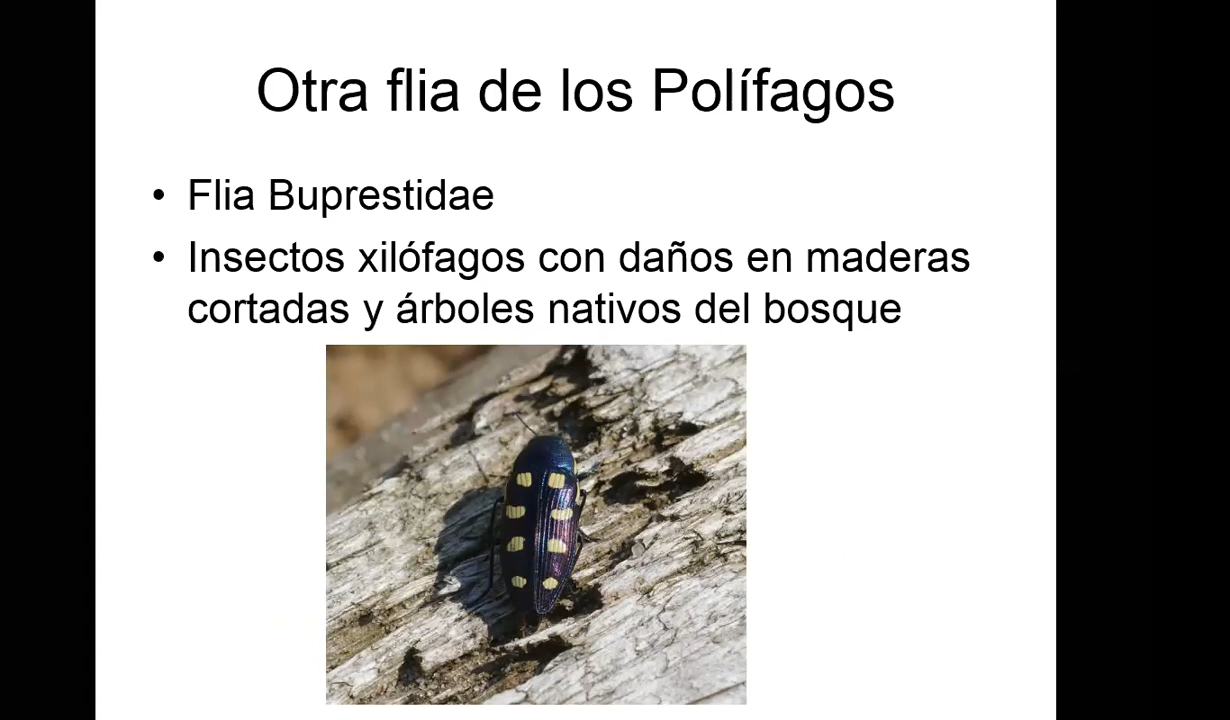 Otra flia de los Polífagos
• Flia Buprestidae
• Insectos xilófagos con daños en maderas
cortadas y árboles nativos del bosque